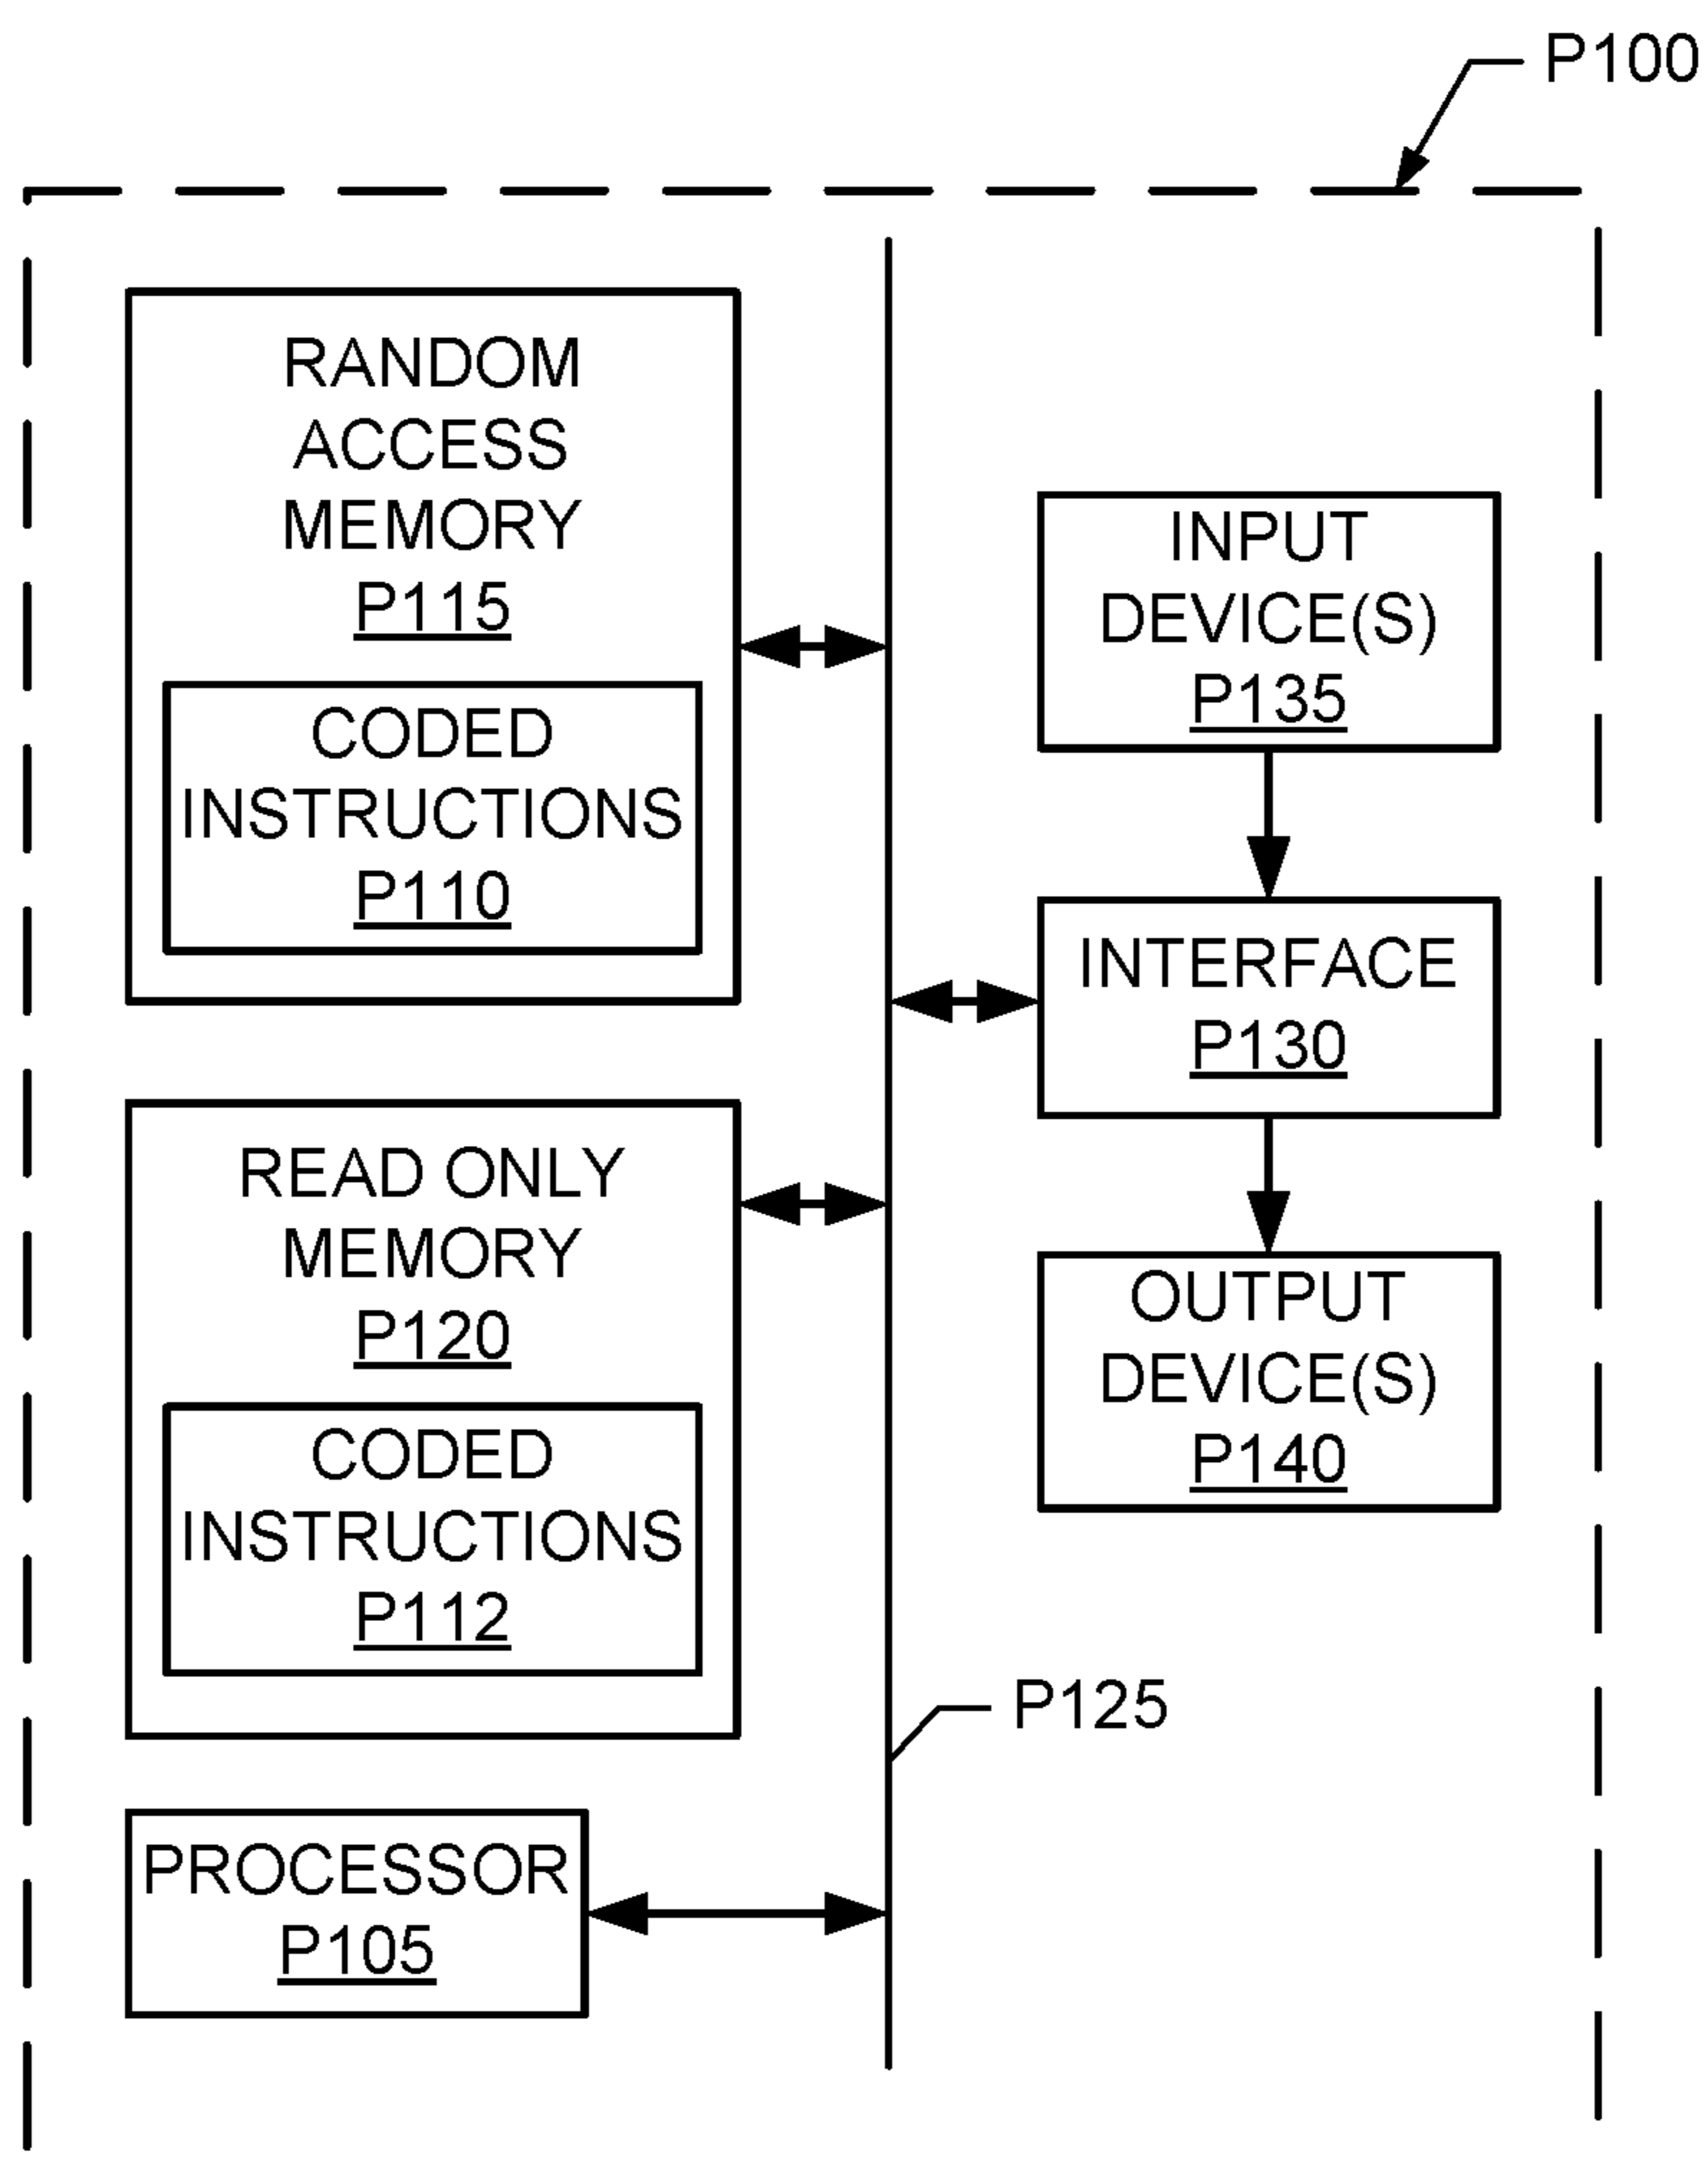 P100
RANDOM
ACCESS
MEMORY
P115
CODED
INSTRUCTIONS
P110
READ ONLY
MEMORY
P120
CODED
INSTRUCTIONS
P112
PROCESSOR
P105
INPUT
DEVICE(S)
P135
INTERFACE
P130
OUTPUT
DEVICE(S)
P140
P125